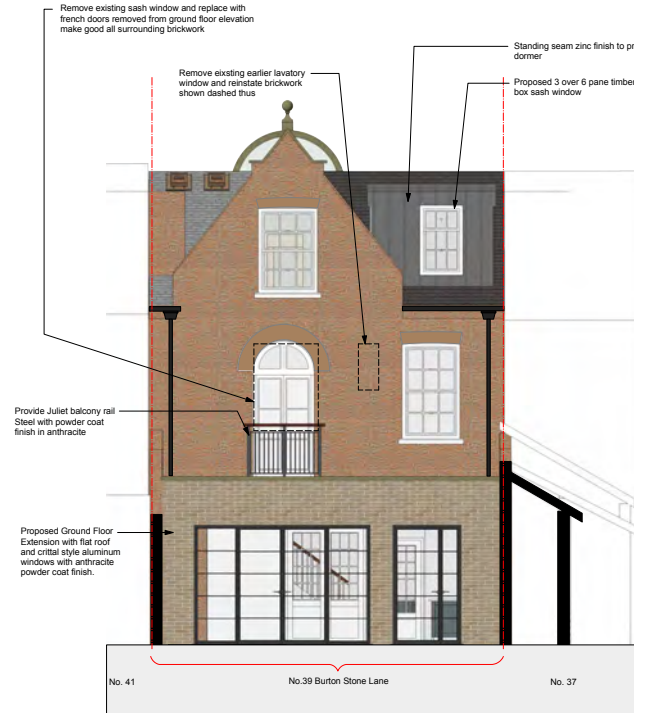 Remove existing sash window and replace with
french doors removed from ground floor elevation
make good all surrounding brickwork
Standing seam zinc finish to
dormer
Remove eixsting earlier lavatory
window and reinstate brickwork
shown dashed thus
Proposed 3 over 6 pane timber
box sash window
Provide Juliet balcony rail
Steel with powder coat
finish in anthracite
Proposed Ground Floor
Extension with flat roof
and crittal style aluminum
windows with anthracite
powder coat finish.
No. 41
No.39 Burton Stone Lane
No. 37